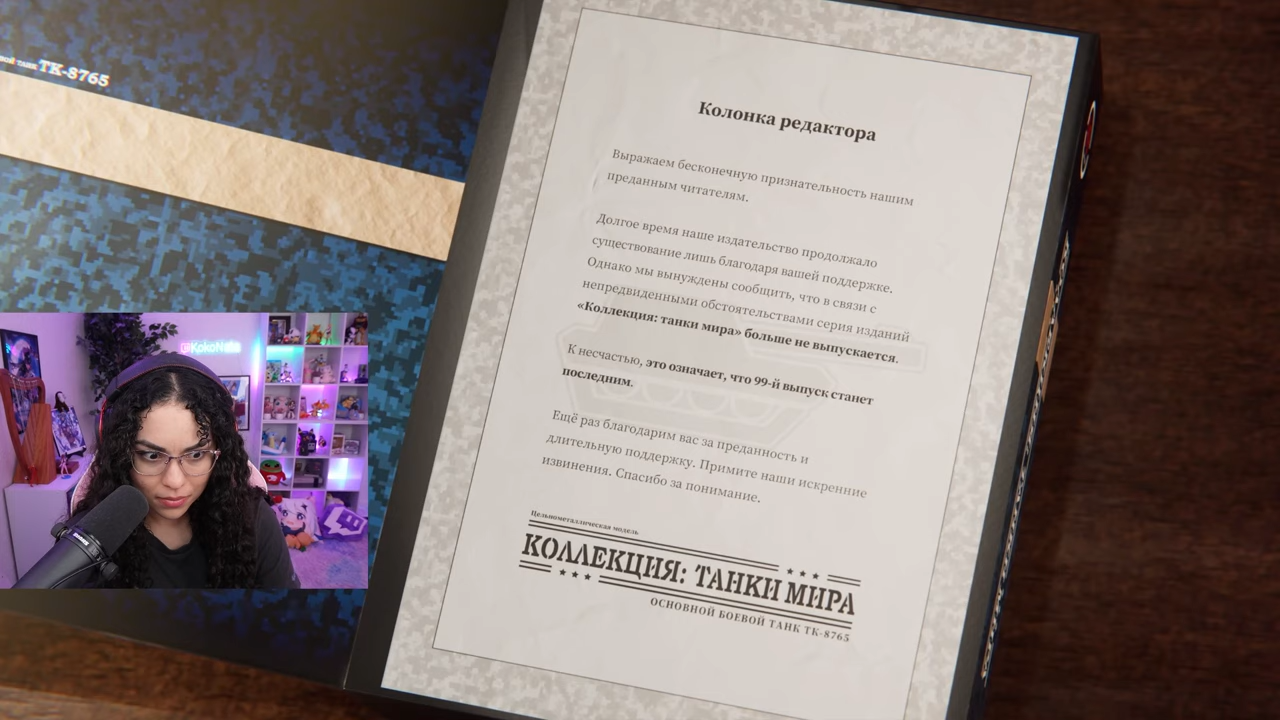 ТК-8765
Колонка редактора
Выражаем бесконечную признательность нашим
преданным читателям.
Долгое время наше издательство продолжало
существование лишь благодаря вашей поддержке.
Однако мы вынуждены сообщить, что в связи с
непредвиденными обстоятельствами серия изданий
«Коллекция: танки мира» больше не выпускается.
К несчастью, это означает, что 99-й выпуск станет
последним.
Ещё раз благодарим вас за преданность и
длительную поддержку. Примите наши искренние
извинения. Спасибо за понимание.
Цельнометаллическая модель
КОЛЛЕКЦИЯ: ТАНКИ МИРА
ОСНОВНОЙ БОЕВОЙ ТАНК ТК-8765